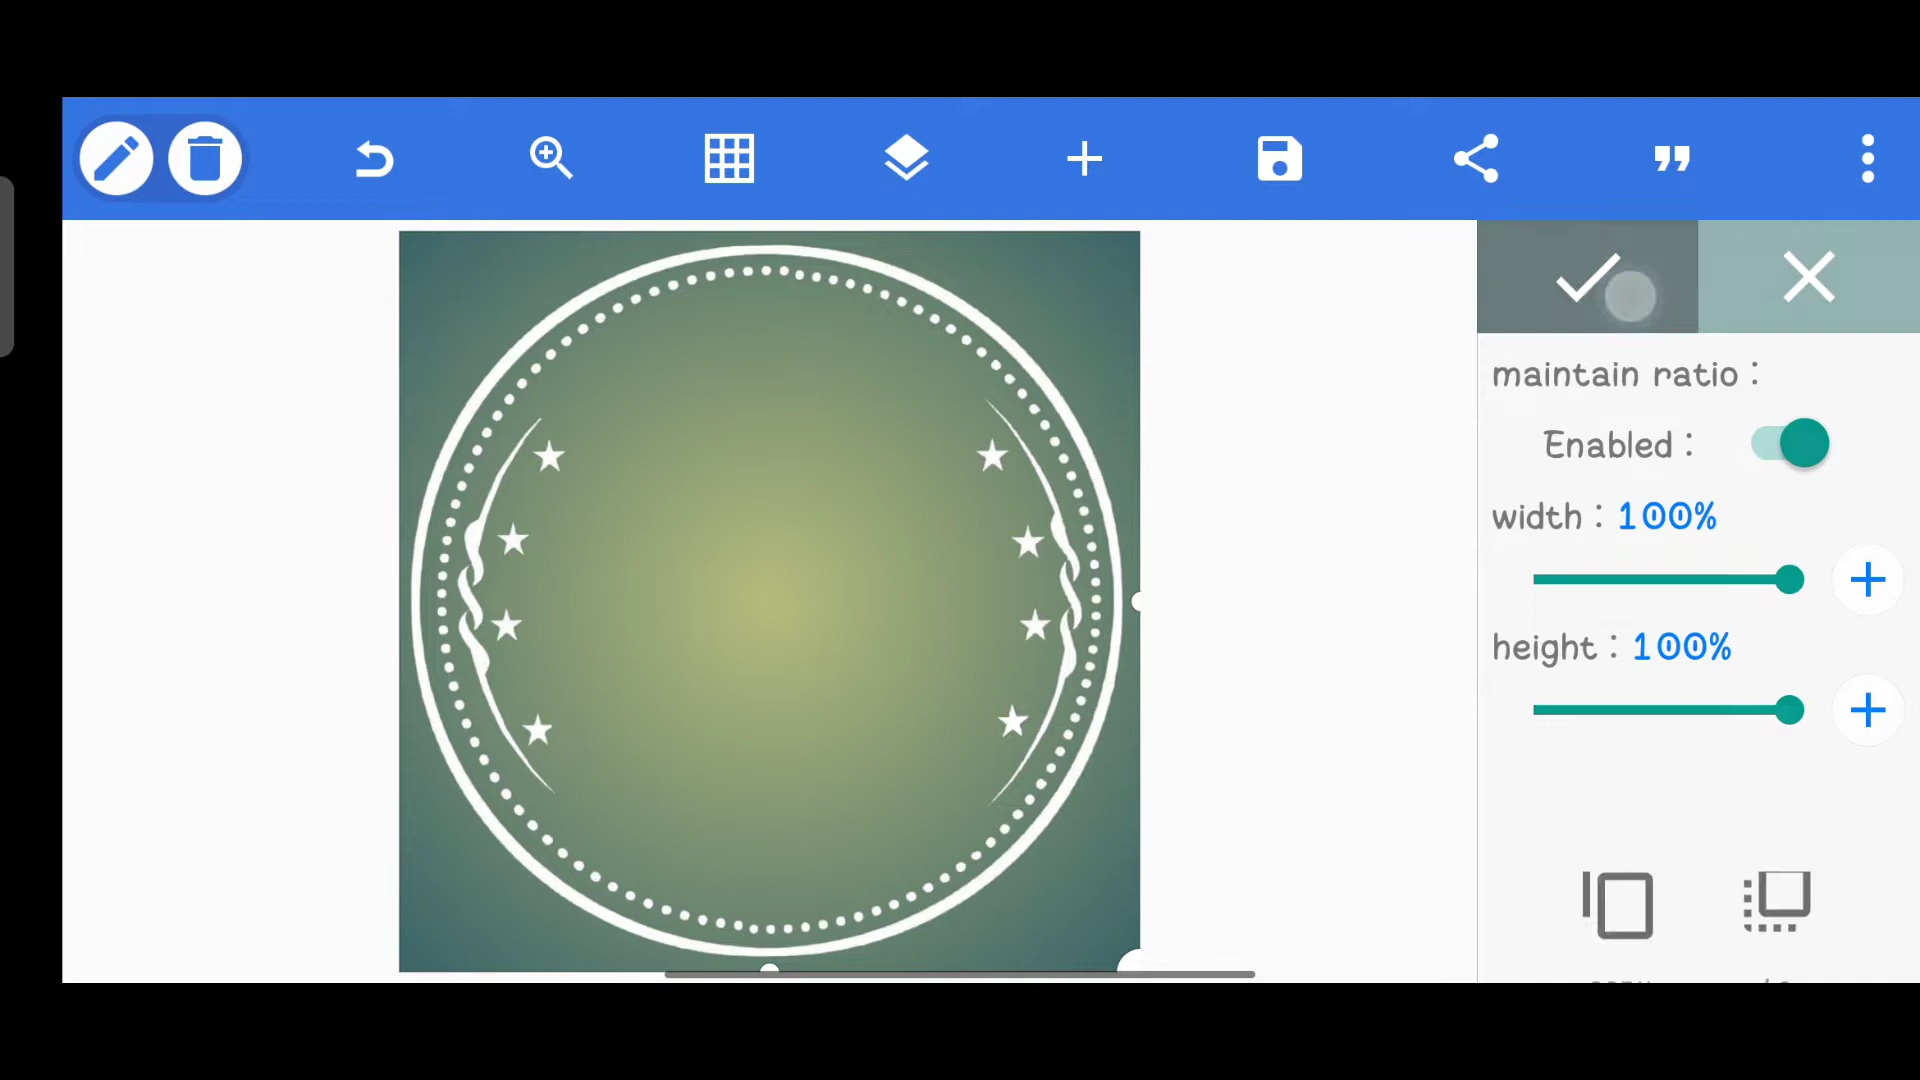 maintain ratio :
Enabled :
width : 100%
height : 100%